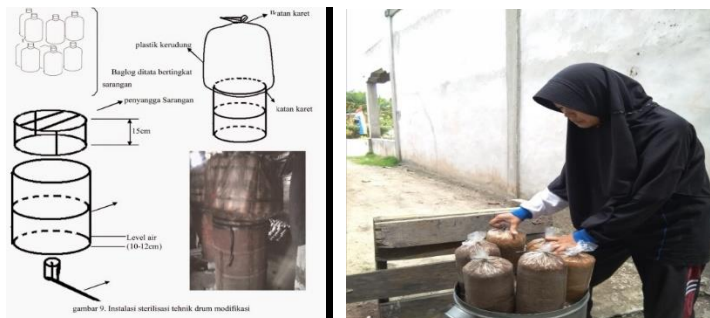 ikatan karet
plastik kerudung
Baglog ditata bertingkat
sarangan
penyangga Sarangan
ikatan karet
15cm
Level air
(10-12cm)
gambar 9. Instalasi sterilisasi tehnik drum modifikasi